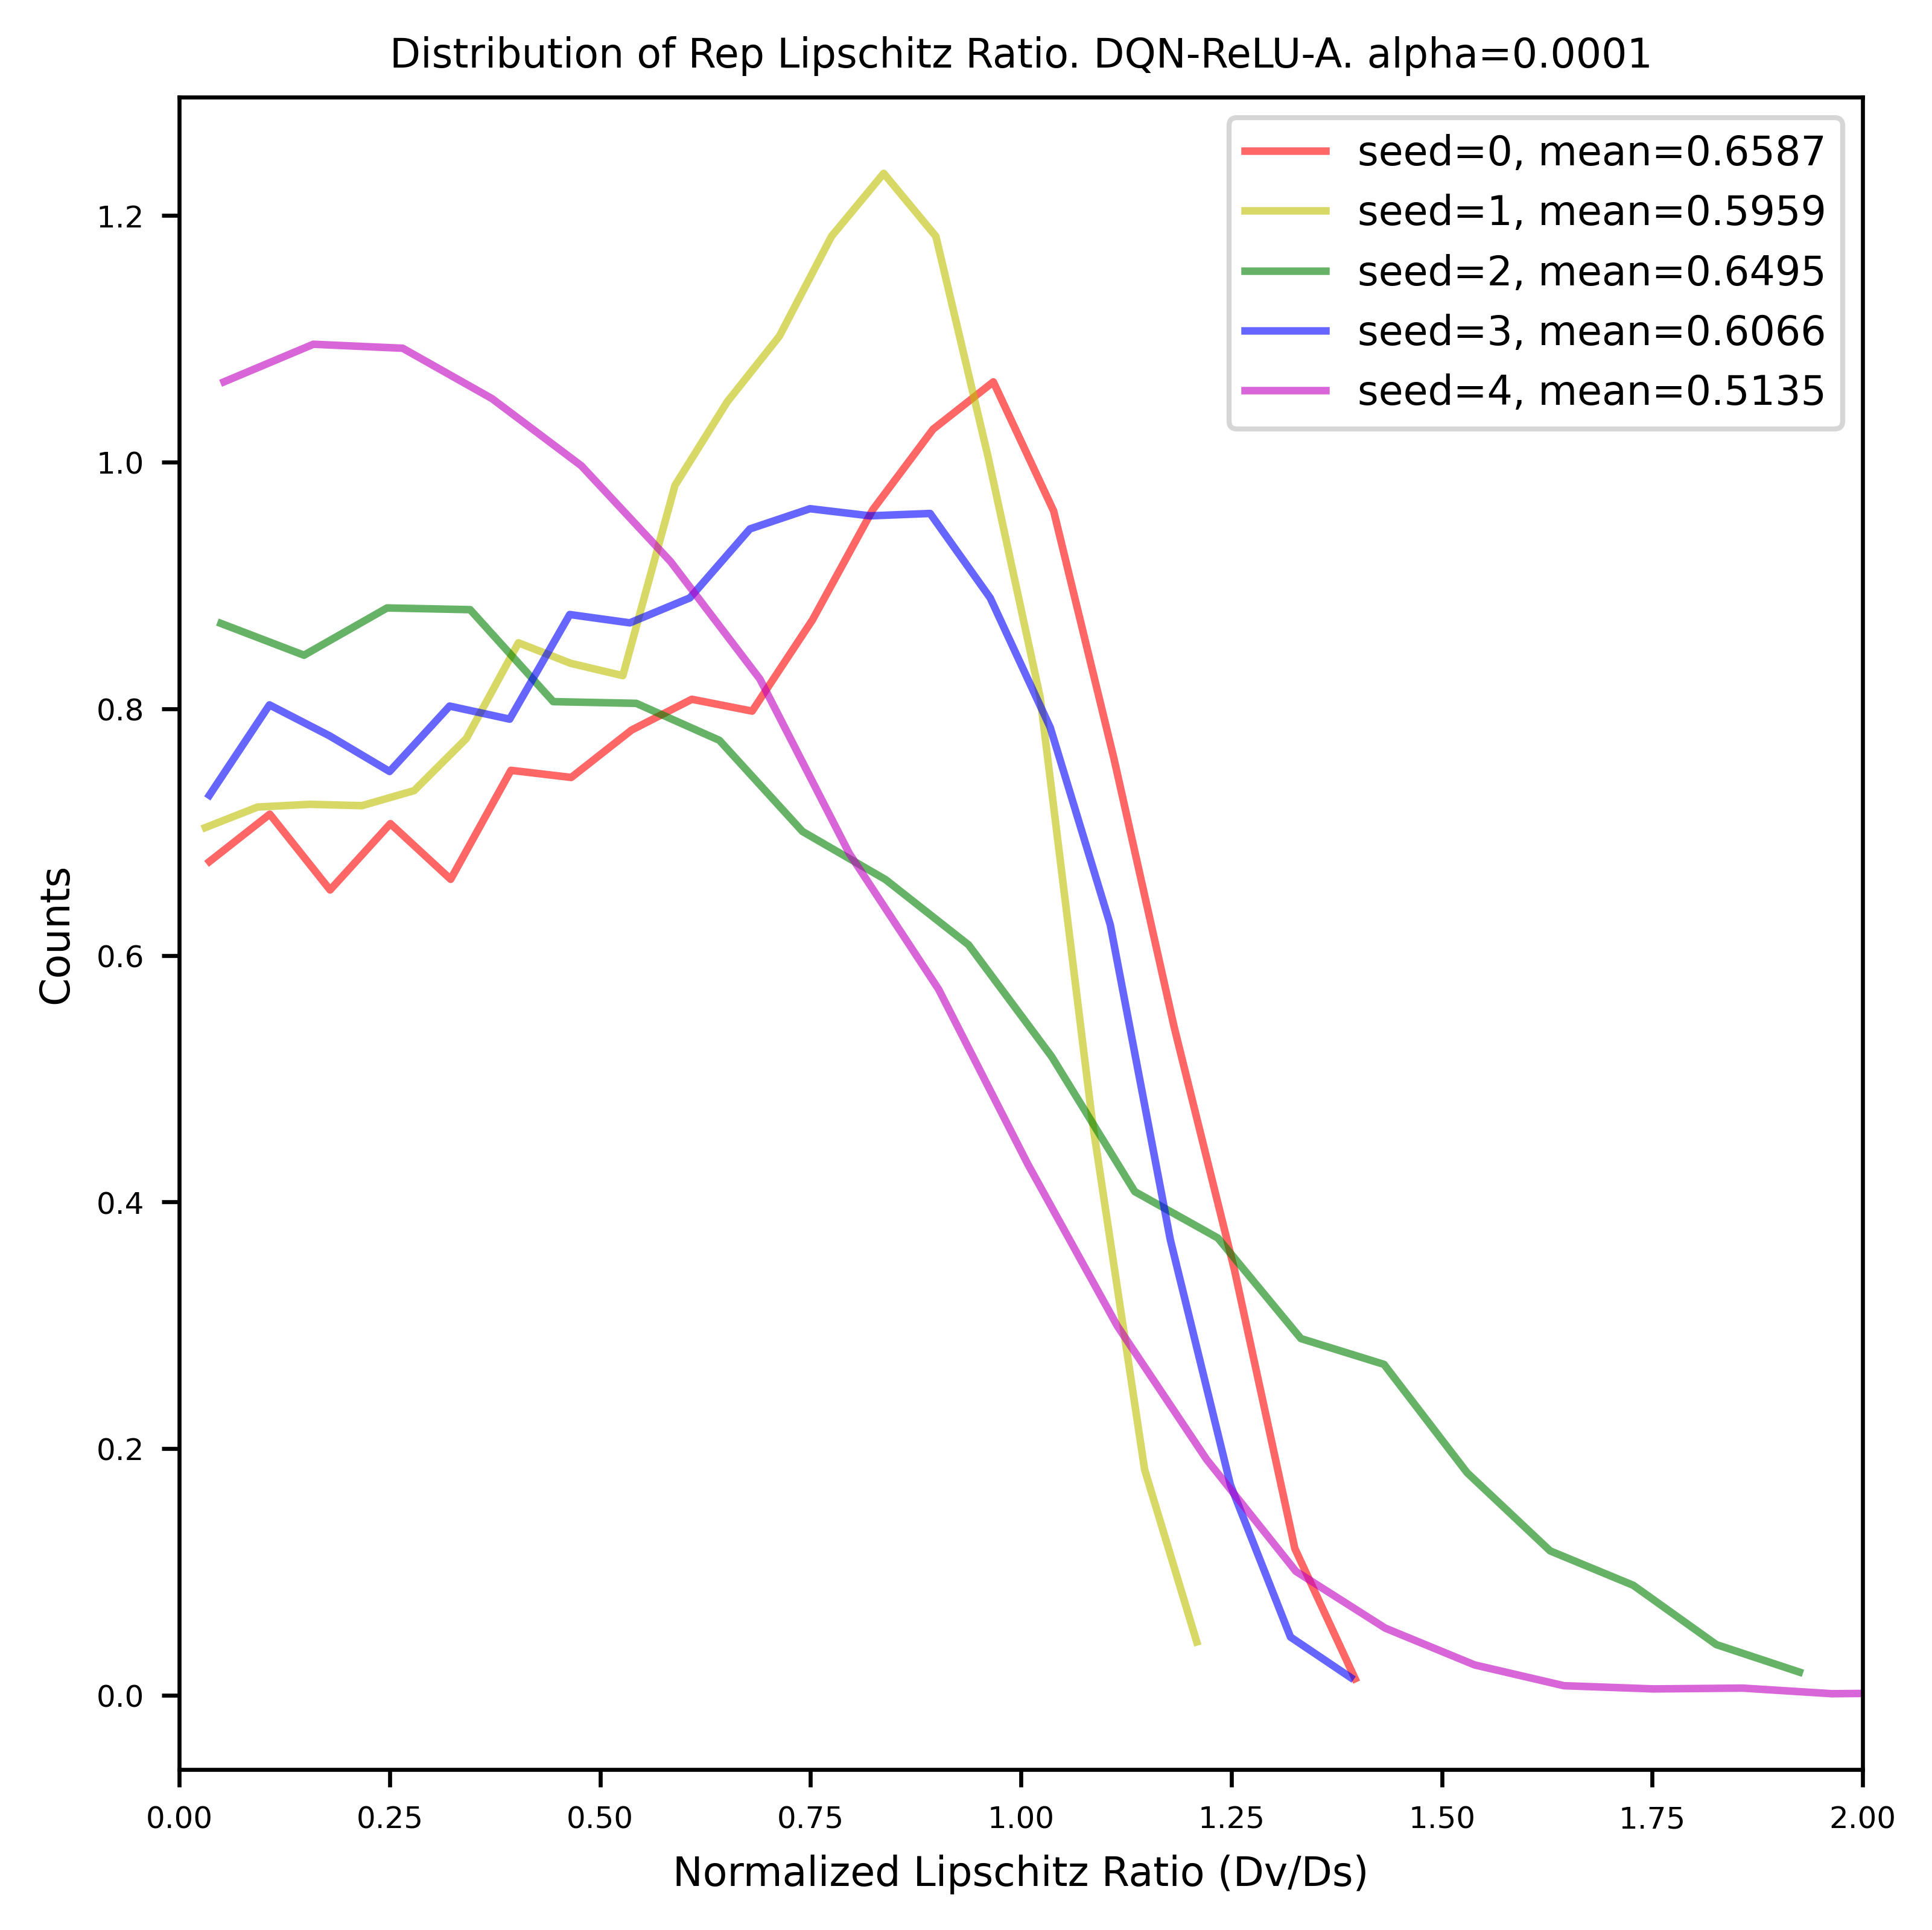 Distribution of Rep Lipschitz Ratio. DQN-ReLU-A. alpha=0.0001
seed=0, mean=0.6587
seed=1, mean=0.5959
seed=2, mean=0.6495
seed=3, mean=0.6066
seed=4, mean=0.5135
Counts
1.2
1.0
0.8
0.6
0.4
0.2
0.0
0.00 0.25 0.50 0.75 1.00 1.25 1.50 1.75 2.00
Normalized Lipschitz Ratio (Dv/Ds)